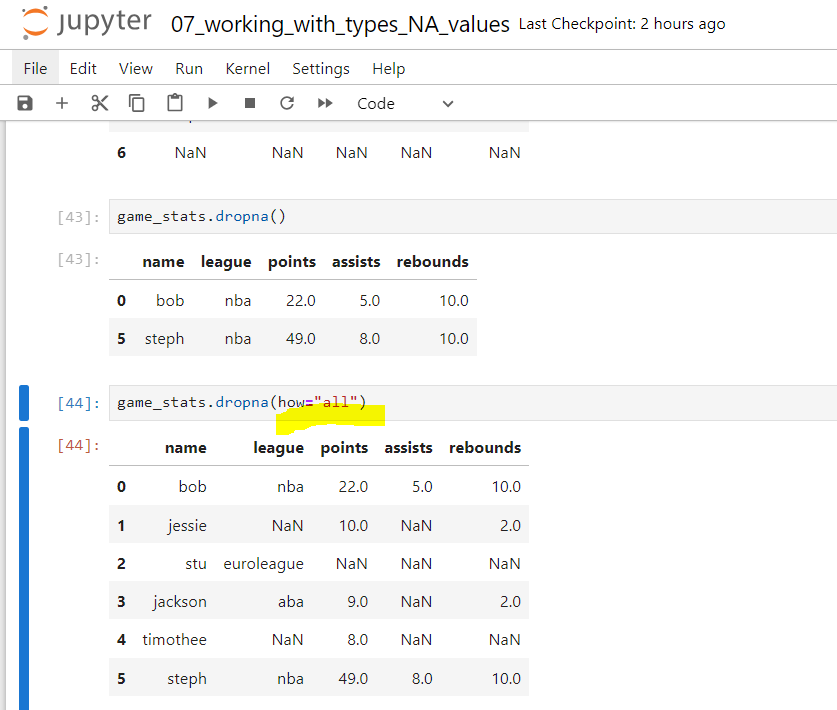 jupyter 07_working_with_types_NA_values Last Checkpoint: 2 hours ago
File Edit View Run Kernel Settings Help
Code
6 NaN NaN NaN NaN NaN
[43]: game_stats.dropna()
[43]:
name league points assists rebounds
0 bob nba 22.0 5.0 10.0
5 steph nba 49.0 8.0 10.0
[44]: game_stats.dropna(how="all")
[44]:
name league points assists rebounds
0 bob nba 22.0 5.0 10.0
1 jessie NaN 10.0 NaN 2.0
2 stu euroleague NaN NaN NaN
3 jackson aba 9.0 NaN 2.0
4 timothee NaN 8.0 NaN NaN
5 steph nba 49.0 8.0 10.0